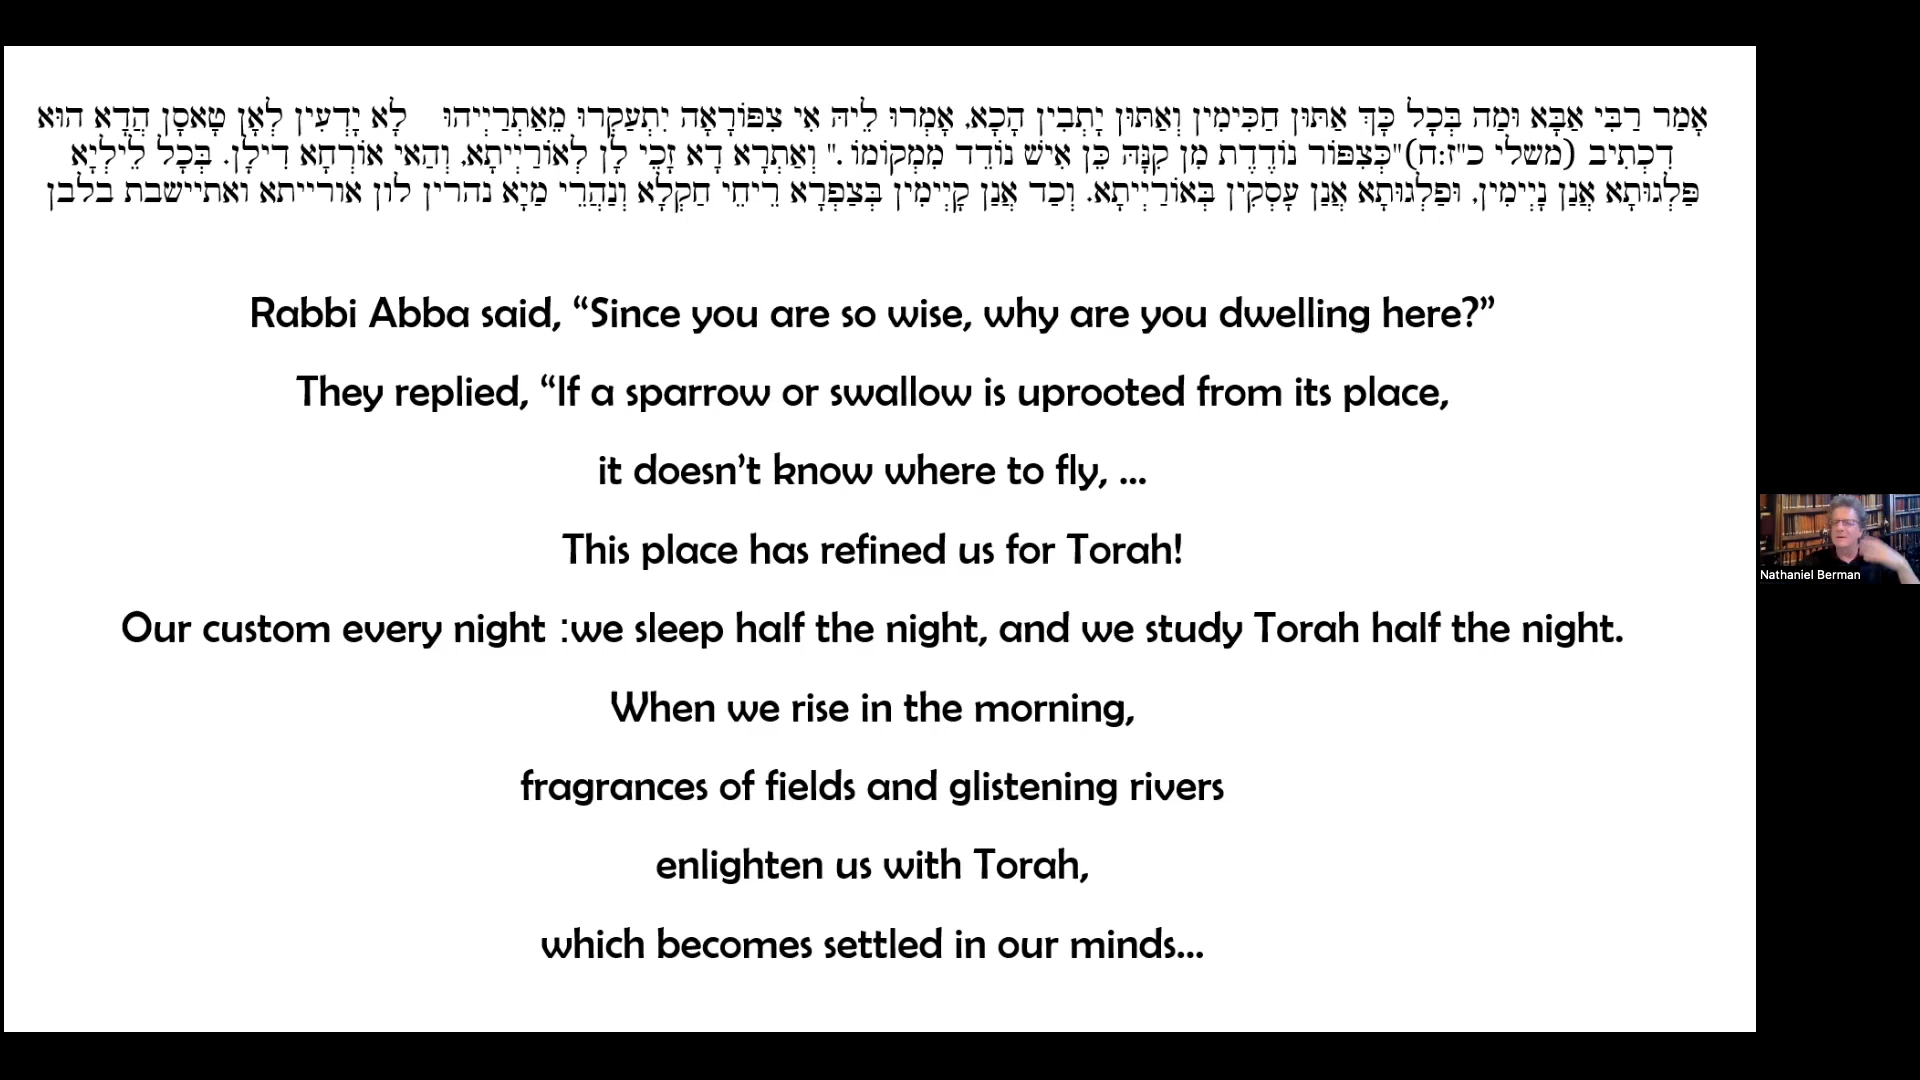 אָמַר רַבִּי אַבָּא וּמַה בְּכָל כָּךְ אַתּוּן חַכִּימִין וְאַתּוּן יָתְבִין הָכָא, אָמְרוּ לֵיהּ אִי צִפּוֹרָאָה יִתְעַקְרוּ מֵאַתְרַיְיהוּ לָא יָדְעִין לְאָן טָאסָן הֲדָא הוּא
דִכְתִיב (משלי כ"ז:ח)"כְּצִפּוֹר נוֹדֶדֶת מִן קִנָּהּ כֵּן אִישׁ נוֹדֵד מִמְקוֹמוֹ ." וְאַתְרָא דָא זָכֵי לָן לְאוֹרַיְיתָא, וְהַאי אוֹרְחָא דִילָן. בְּכָל לֵילְיָא
פַּלְגוּתָא אֲנַן נָיְימִין, וּפַלְגוּתָא אֲנַן עָסְקִין בְּאוֹרַיְיתָא. וְכַד אֲנַן קָיְימִין בְּצַפְרָא רֵיחֵי חַקְלָא וְנַהֲרֵי מַיָא נהרין לון אורייתא ואתיישבת בלבן
Rabbi Abba said, “Since you are so wise, why are you dwelling here?”
They replied, “If a sparrow or swallow is uprooted from its place,
it doesn’t know where to fly, ...
This place has refined us for Torah!
Our custom every night :we sleep half the night, and we study Torah half the night.
When we rise in the morning,
fragrances of fields and glistening rivers
enlighten us with Torah,
which becomes settled in our minds...
Nathaniel Berman